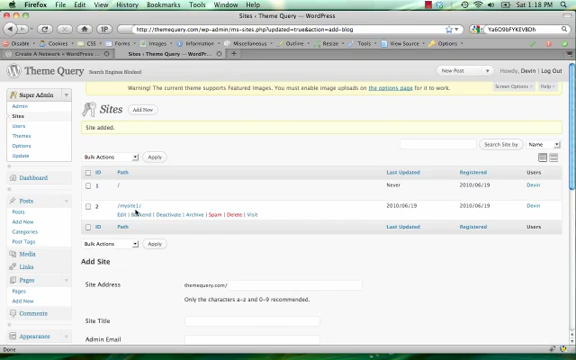 Firefox File Edit View History Bookmarks Tools Window Help Sat 1:18 PM
Sites ‹ Theme Query — WordPress
http://themequery.com/wp-admin/ms-sites.php?updated=true&action=add-blog
Disable Cookies CSS Forms Images Information Miscellaneous Outline Resize Tools View Source Options
Create A Network « WordPress ... Sites ‹ Theme Query — WordPr...
Theme Query Search Engines Blocked New Post Howdy, Devin | Log Out
Warning! The current theme supports Featured Images. You must enable image uploads on the options page for it to work.
Screen Options Help
Super Admin
Admin
Sites
Users
Themes
Options
Update
Dashboard
Posts
Posts
Add New
Categories
Post Tags
Media
Links
Pages
Pages
Add New
Comments
Appearance
Sites Add New
Site added.
Search Site by Name
Bulk Actions Apply
ID Path Last Updated Registered Users
1 / Never 2010/06/19 Devin
2 /mysite1/ 2010/06/19 2010/06/19 Devin
Edit | Backend | Deactivate | Archive | Spam | Delete | Visit
ID Path Last Updated Registered Users
Bulk Actions Apply
Add Site
Site Address themequery.com/
Only the characters a-z and 0-9 recommended.
Site Title
Admin Email
Done